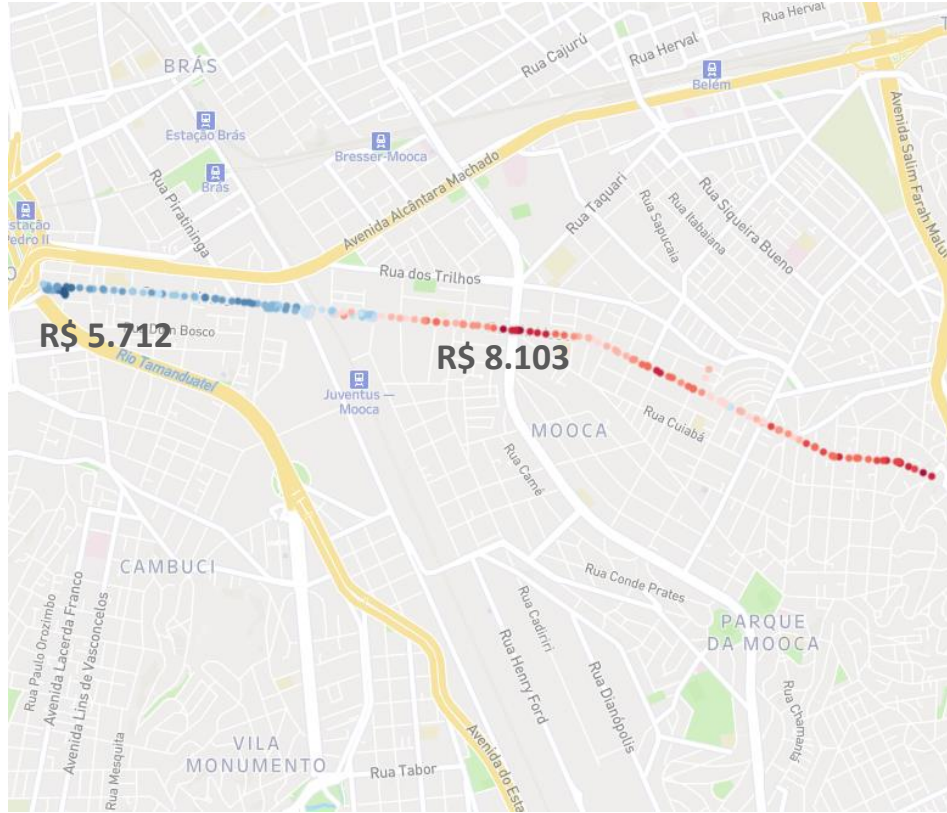 Rua Herval
Rua Cajurú
Rua Herval
BRÁS
Belém
Estação Brás
Bresser-Mooca
Avenida Salim Farah Maluf
Brás
Rua Piratininga
Avenida Alcântara Machado
Rua Taquari
Rua Sapucaia
Rua Itabaiana
Rua Siqueira Bueno
stação
Pedro II
O
Rua dos Trilhos
R$ 5.712
Dom Bosco
R$ 8.103
Rio Tamanduateí
Juventus —
Mooca
Rua Cuiabá
MOOCA
Rua Camé
CAMBUCI
Rua Conde Prates
Rua Paulo Orozimbo
Avenida Lacerda Franco
Avenida Lins de Vasconcelos
Rua Cadiriri
PARQUE
DA MOOCA
Rua Henry Ford
Rua Dianópolis
Rua Chamantá
Rua Mesquita
VILA
MONUMENTO
Rua Tabor
Avenida do Esta